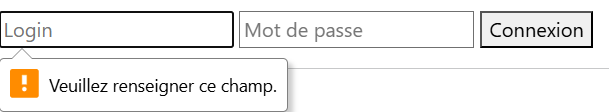 Login Mot de passe Connexion
Veuillez renseigner ce champ.